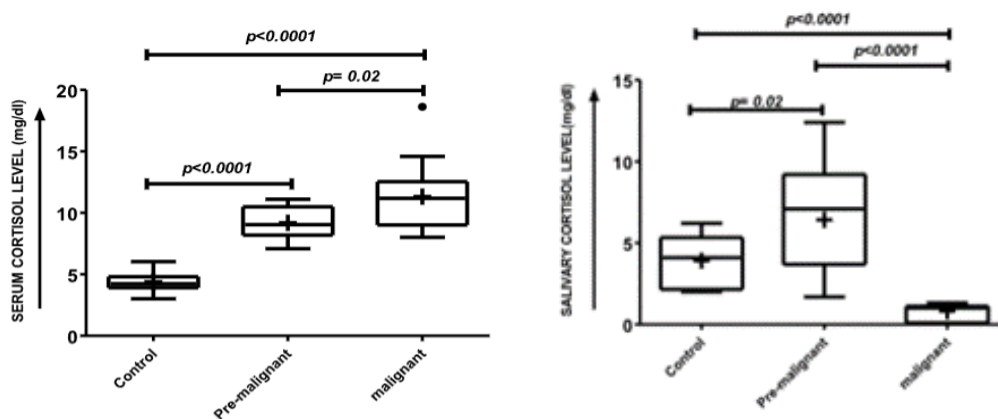 p<0.0001
p= 0.02
p<0.0001
SERUM CORTISOL LEVEL (mg/dl)
20
15
10
5
0
Control
Pre-malignant
malignant
p<0.0001
p<0.0001
p= 0.02
SALIVARY CORTISOL LEVEL(mg/dl)
15
10
5
0
Control
Pre-malignant
malignant